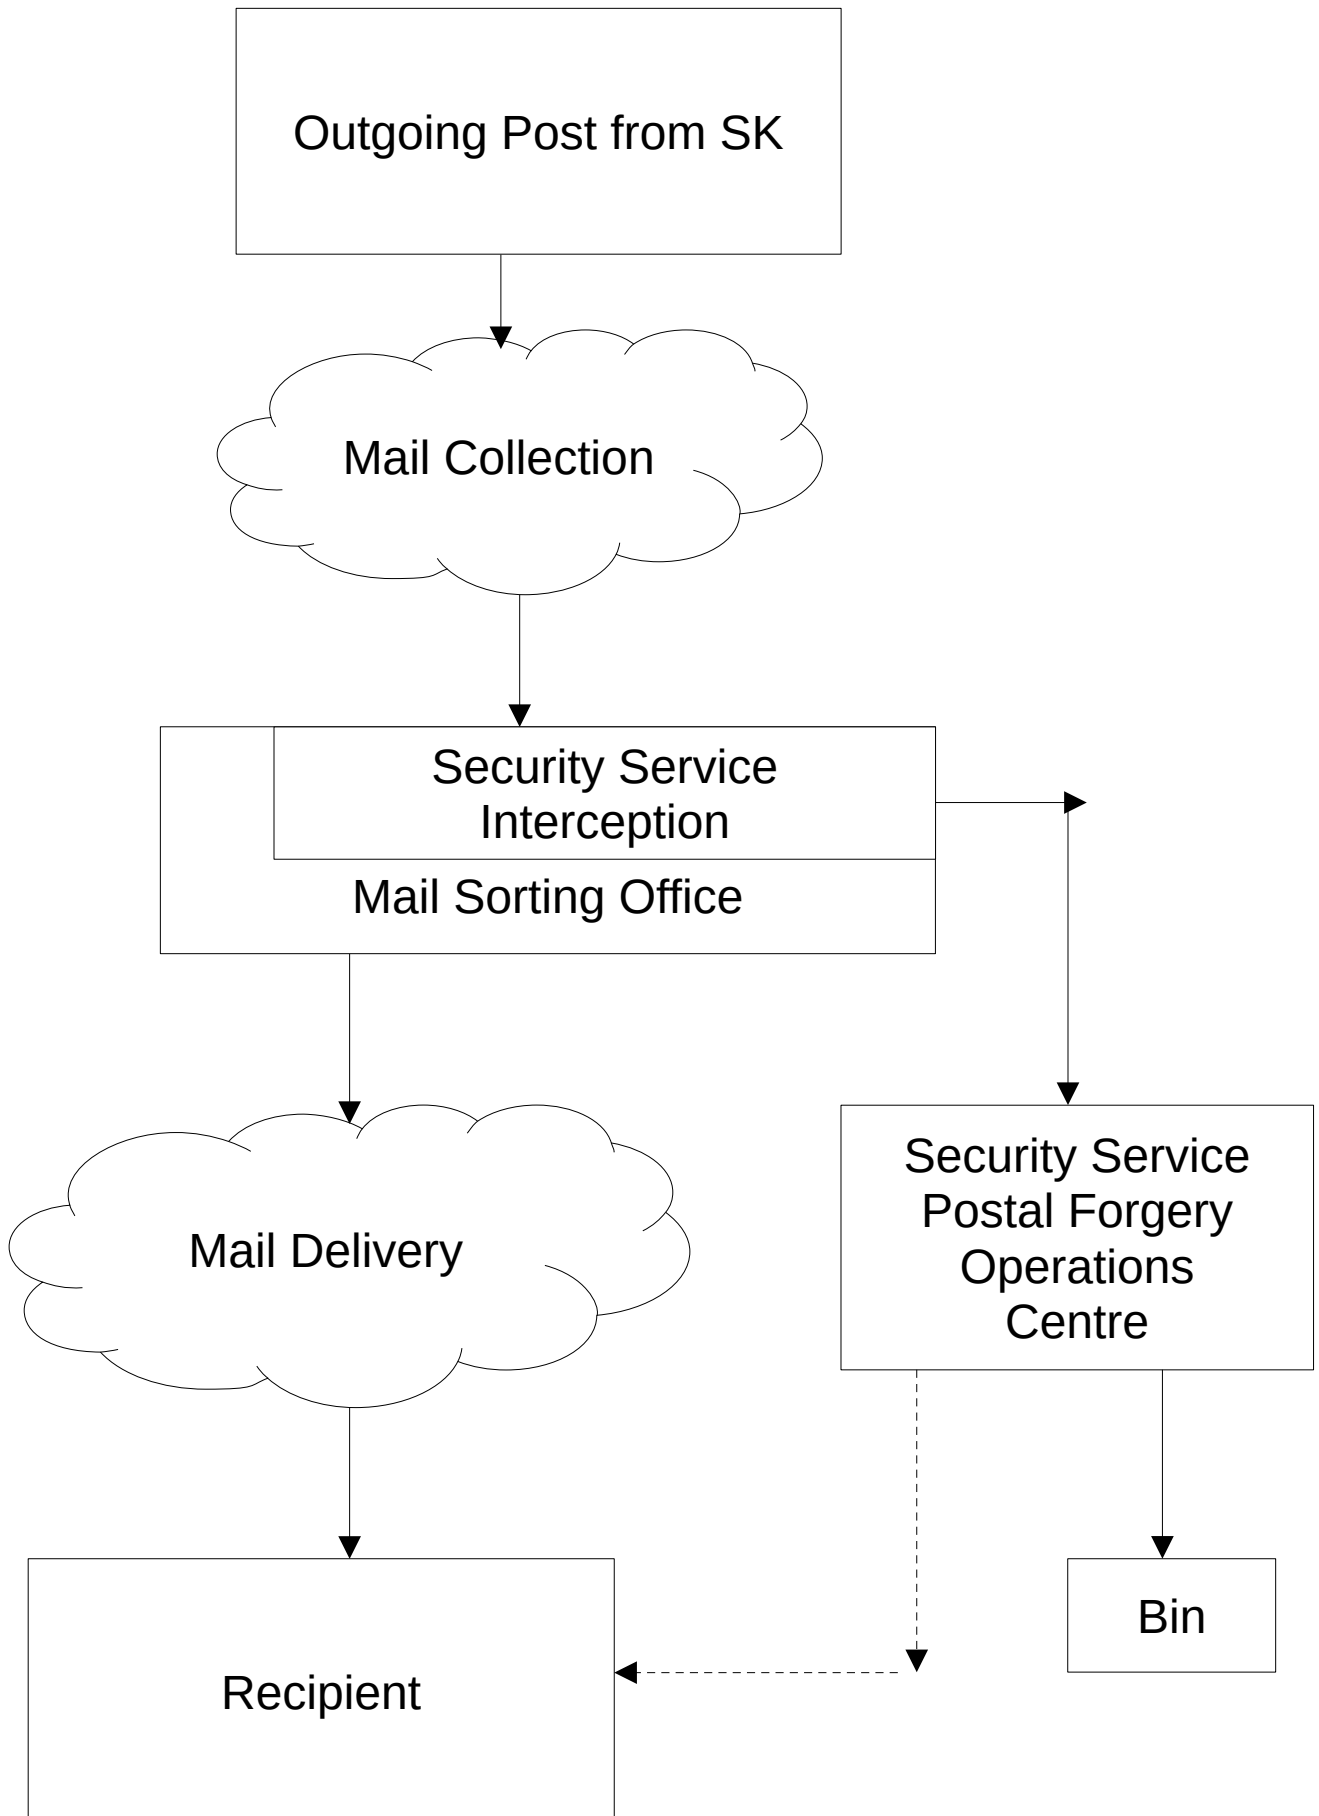 Outgoing Post from SK
Mail Collection
Security Service
Interception
Mail Sorting Office
Mail Delivery
Security Service
Postal Forgery
Operations
Centre
Bin
Recipient